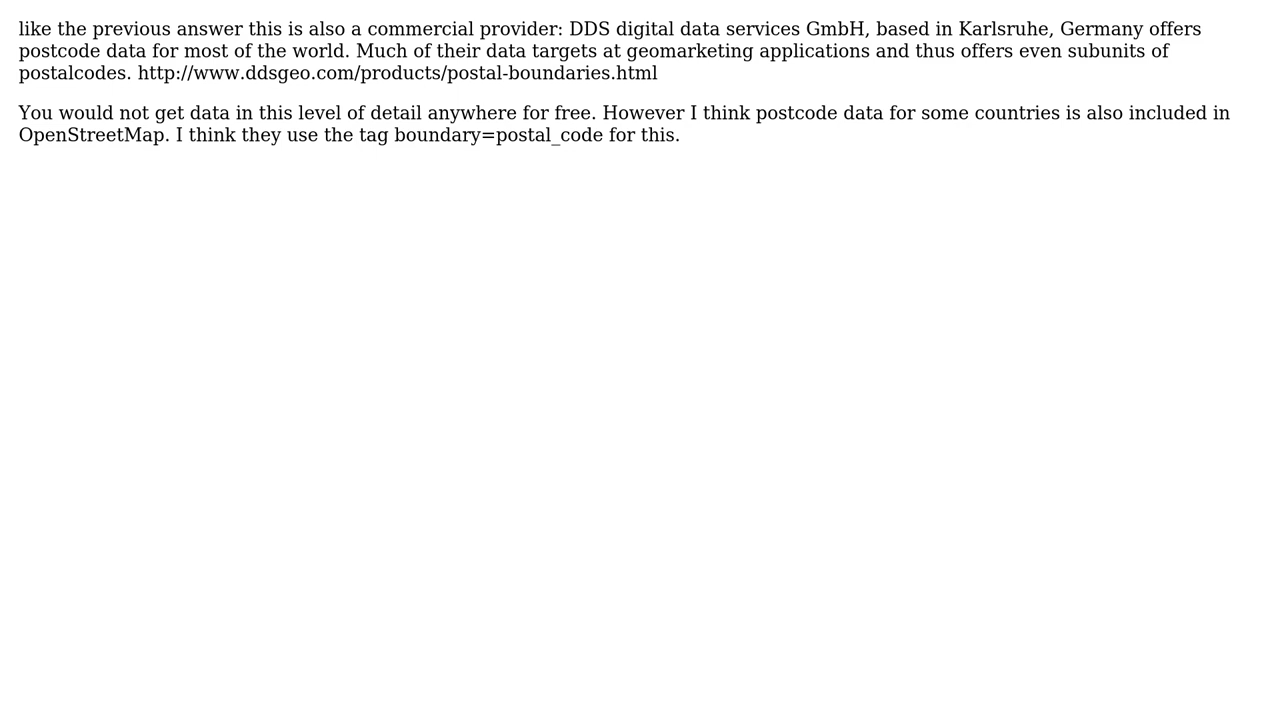 like the previous answer this is also a commercial provider: DDS digital data services GmbH, based in Karlsruhe, Germany offers
postcode data for most of the world. Much of their data targets at geomarketing applications and thus offers even subunits of
postalcodes. http://www.ddsgeo.com/products/postal-boundaries.html
You would not get data in this level of detail anywhere for free. However I think postcode data for some countries is also included in
OpenStreetMap. I think they use the tag boundary=postal_code for this.